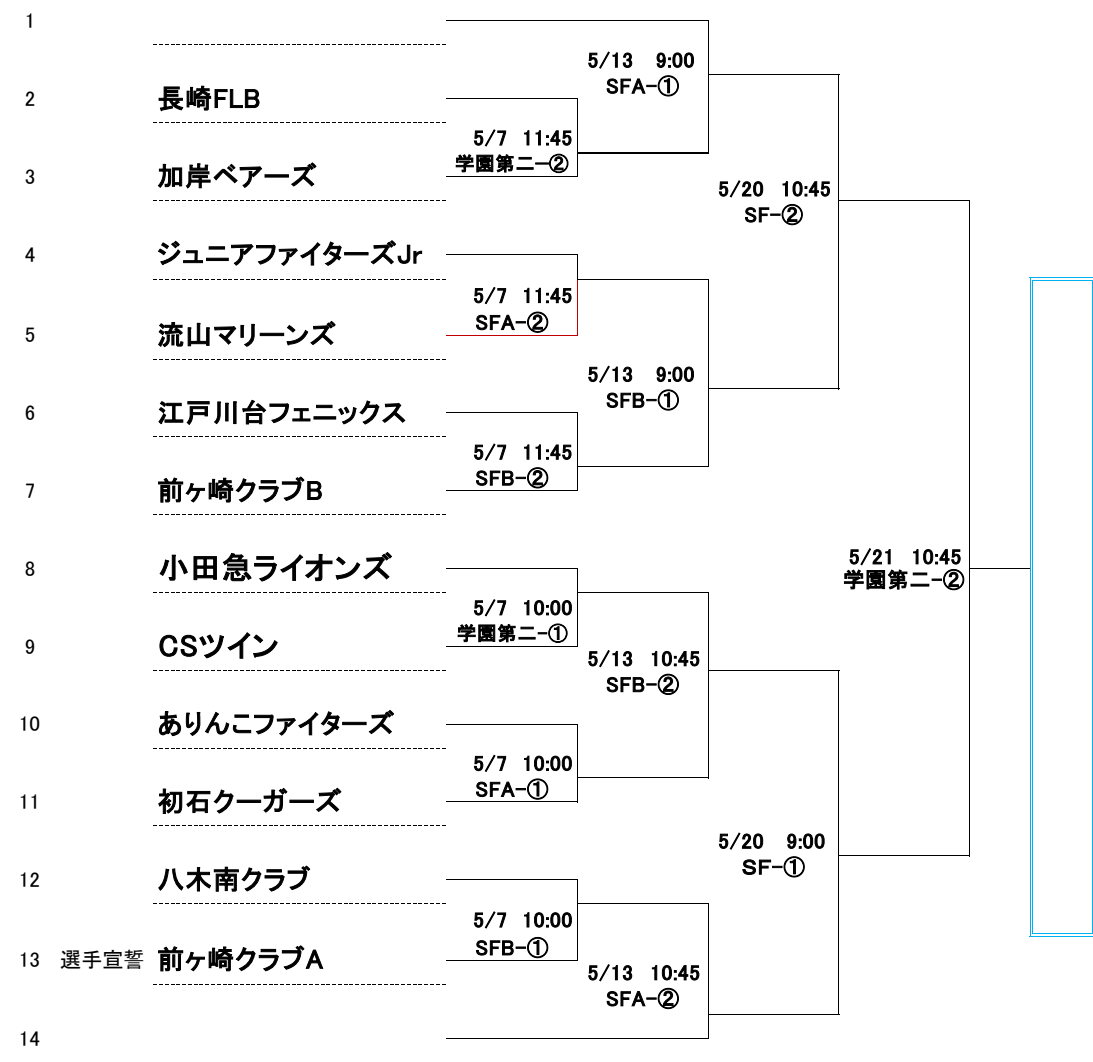 1
5/13 9:00
SFA-①
2 長崎FLB
5/7 11:45
学園第二-②
3 加岸ベアーズ
5/20 10:45
SF-②
4 ジュニアファイターズJr
5/7 11:45
SFA-②
5 流山マリーンズ
5/13 9:00
SFB-①
6 江戸川台フェニックス
5/7 11:45
SFB-②
7 前ヶ崎クラブB
5/21 10:45
学園第二-②
8 小田急ライオンズ
5/7 10:00
学園第二-①
9 CSツイン
5/13 10:45
SFB-②
10 ありんこファイターズ
5/7 10:00
SFA-①
11 初石クーガーズ
5/20 9:00
SF-①
12 八木南クラブ
5/7 10:00
SFB-①
13 選手宣誓 前ヶ崎クラブA
5/13 10:45
SFA-②
14